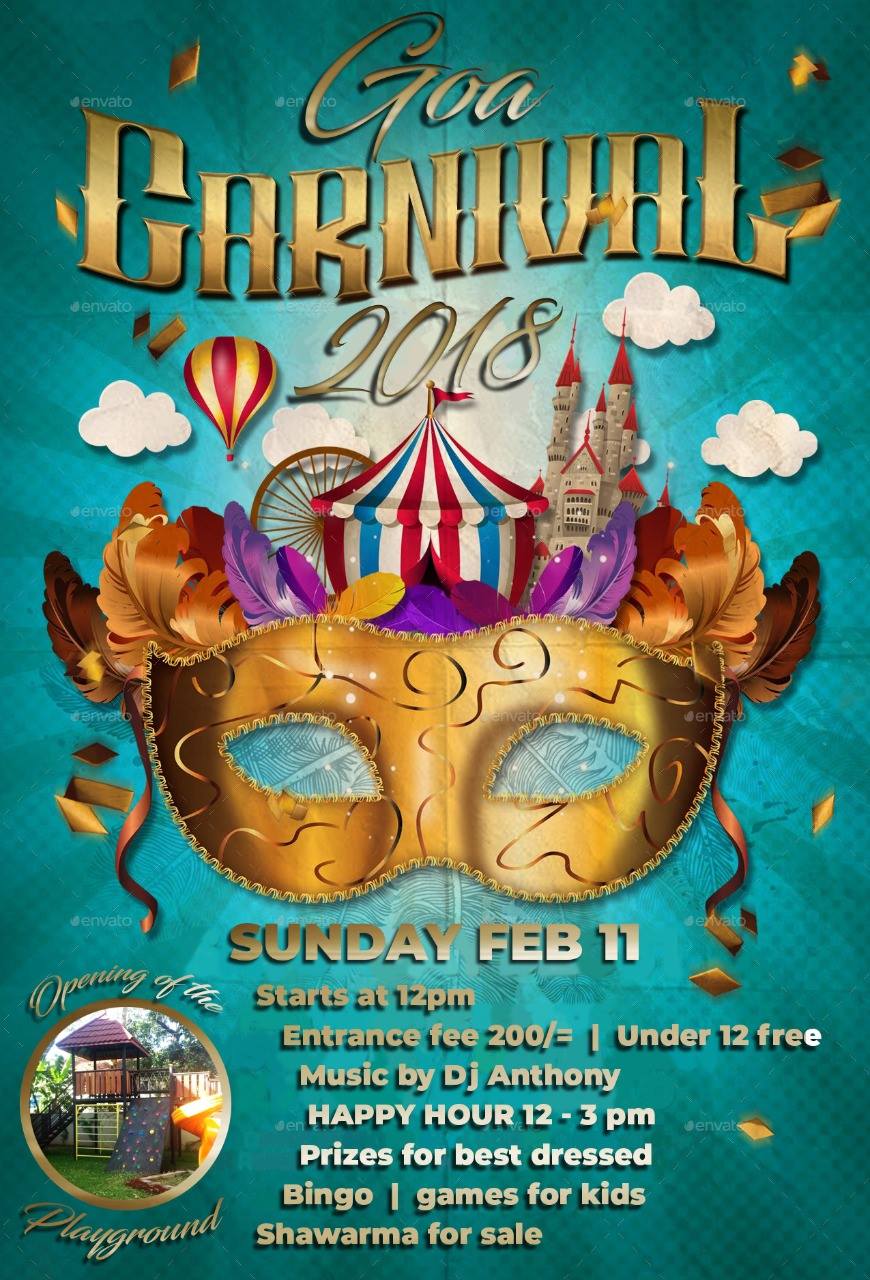 Goa
CARNIVAL
2018
SUNDAY FEB 11
Starts at 12pm
Entrance fee 200/= | Under 12 free
Music by Dj Anthony
HAPPY HOUR 12 - 3 pm
Prizes for best dressed
Bingo | games for kids
Shawarma for sale
Opening of the
Playground
envato